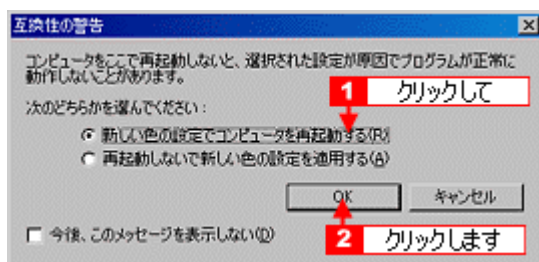 互換性の警告
コンピュータをここで再起動しないと、選択された設定が原因でプログラムが正常に
動作しないことがあります。
1 クリックして
次のどちらかを選んでください：
新しい色の設定でコンピュータを再起動する(R)
再起動しないで新しい色の設定を適用する(A)
OK キャンセル
今後、このメッセージを表示しない(D)
2 クリックします